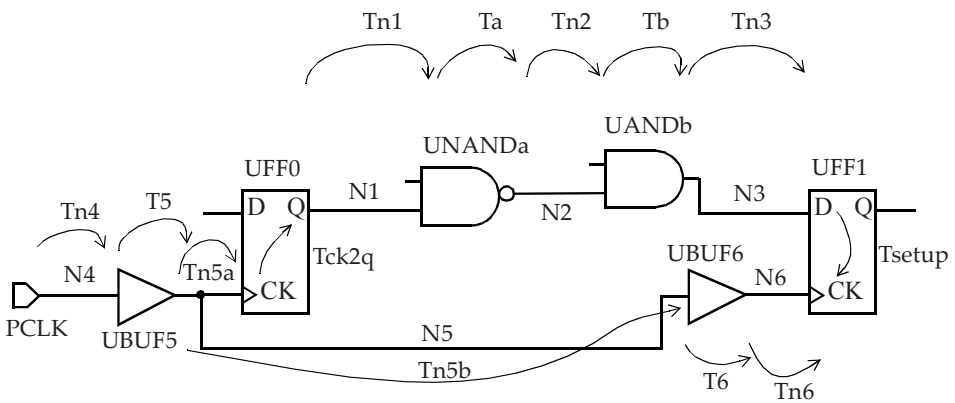 Tn1 Ta Tn2 Tb Tn3
UNANDa UANDb
UFF0 UFF1
N1 N2 N3
D Q D Q
Tn4 T5 Tn5a Tck2q Tsetup
N4 CK UBUF6 N6 CK
PCLK UBUF5 N5
Tn5b T6 Tn6